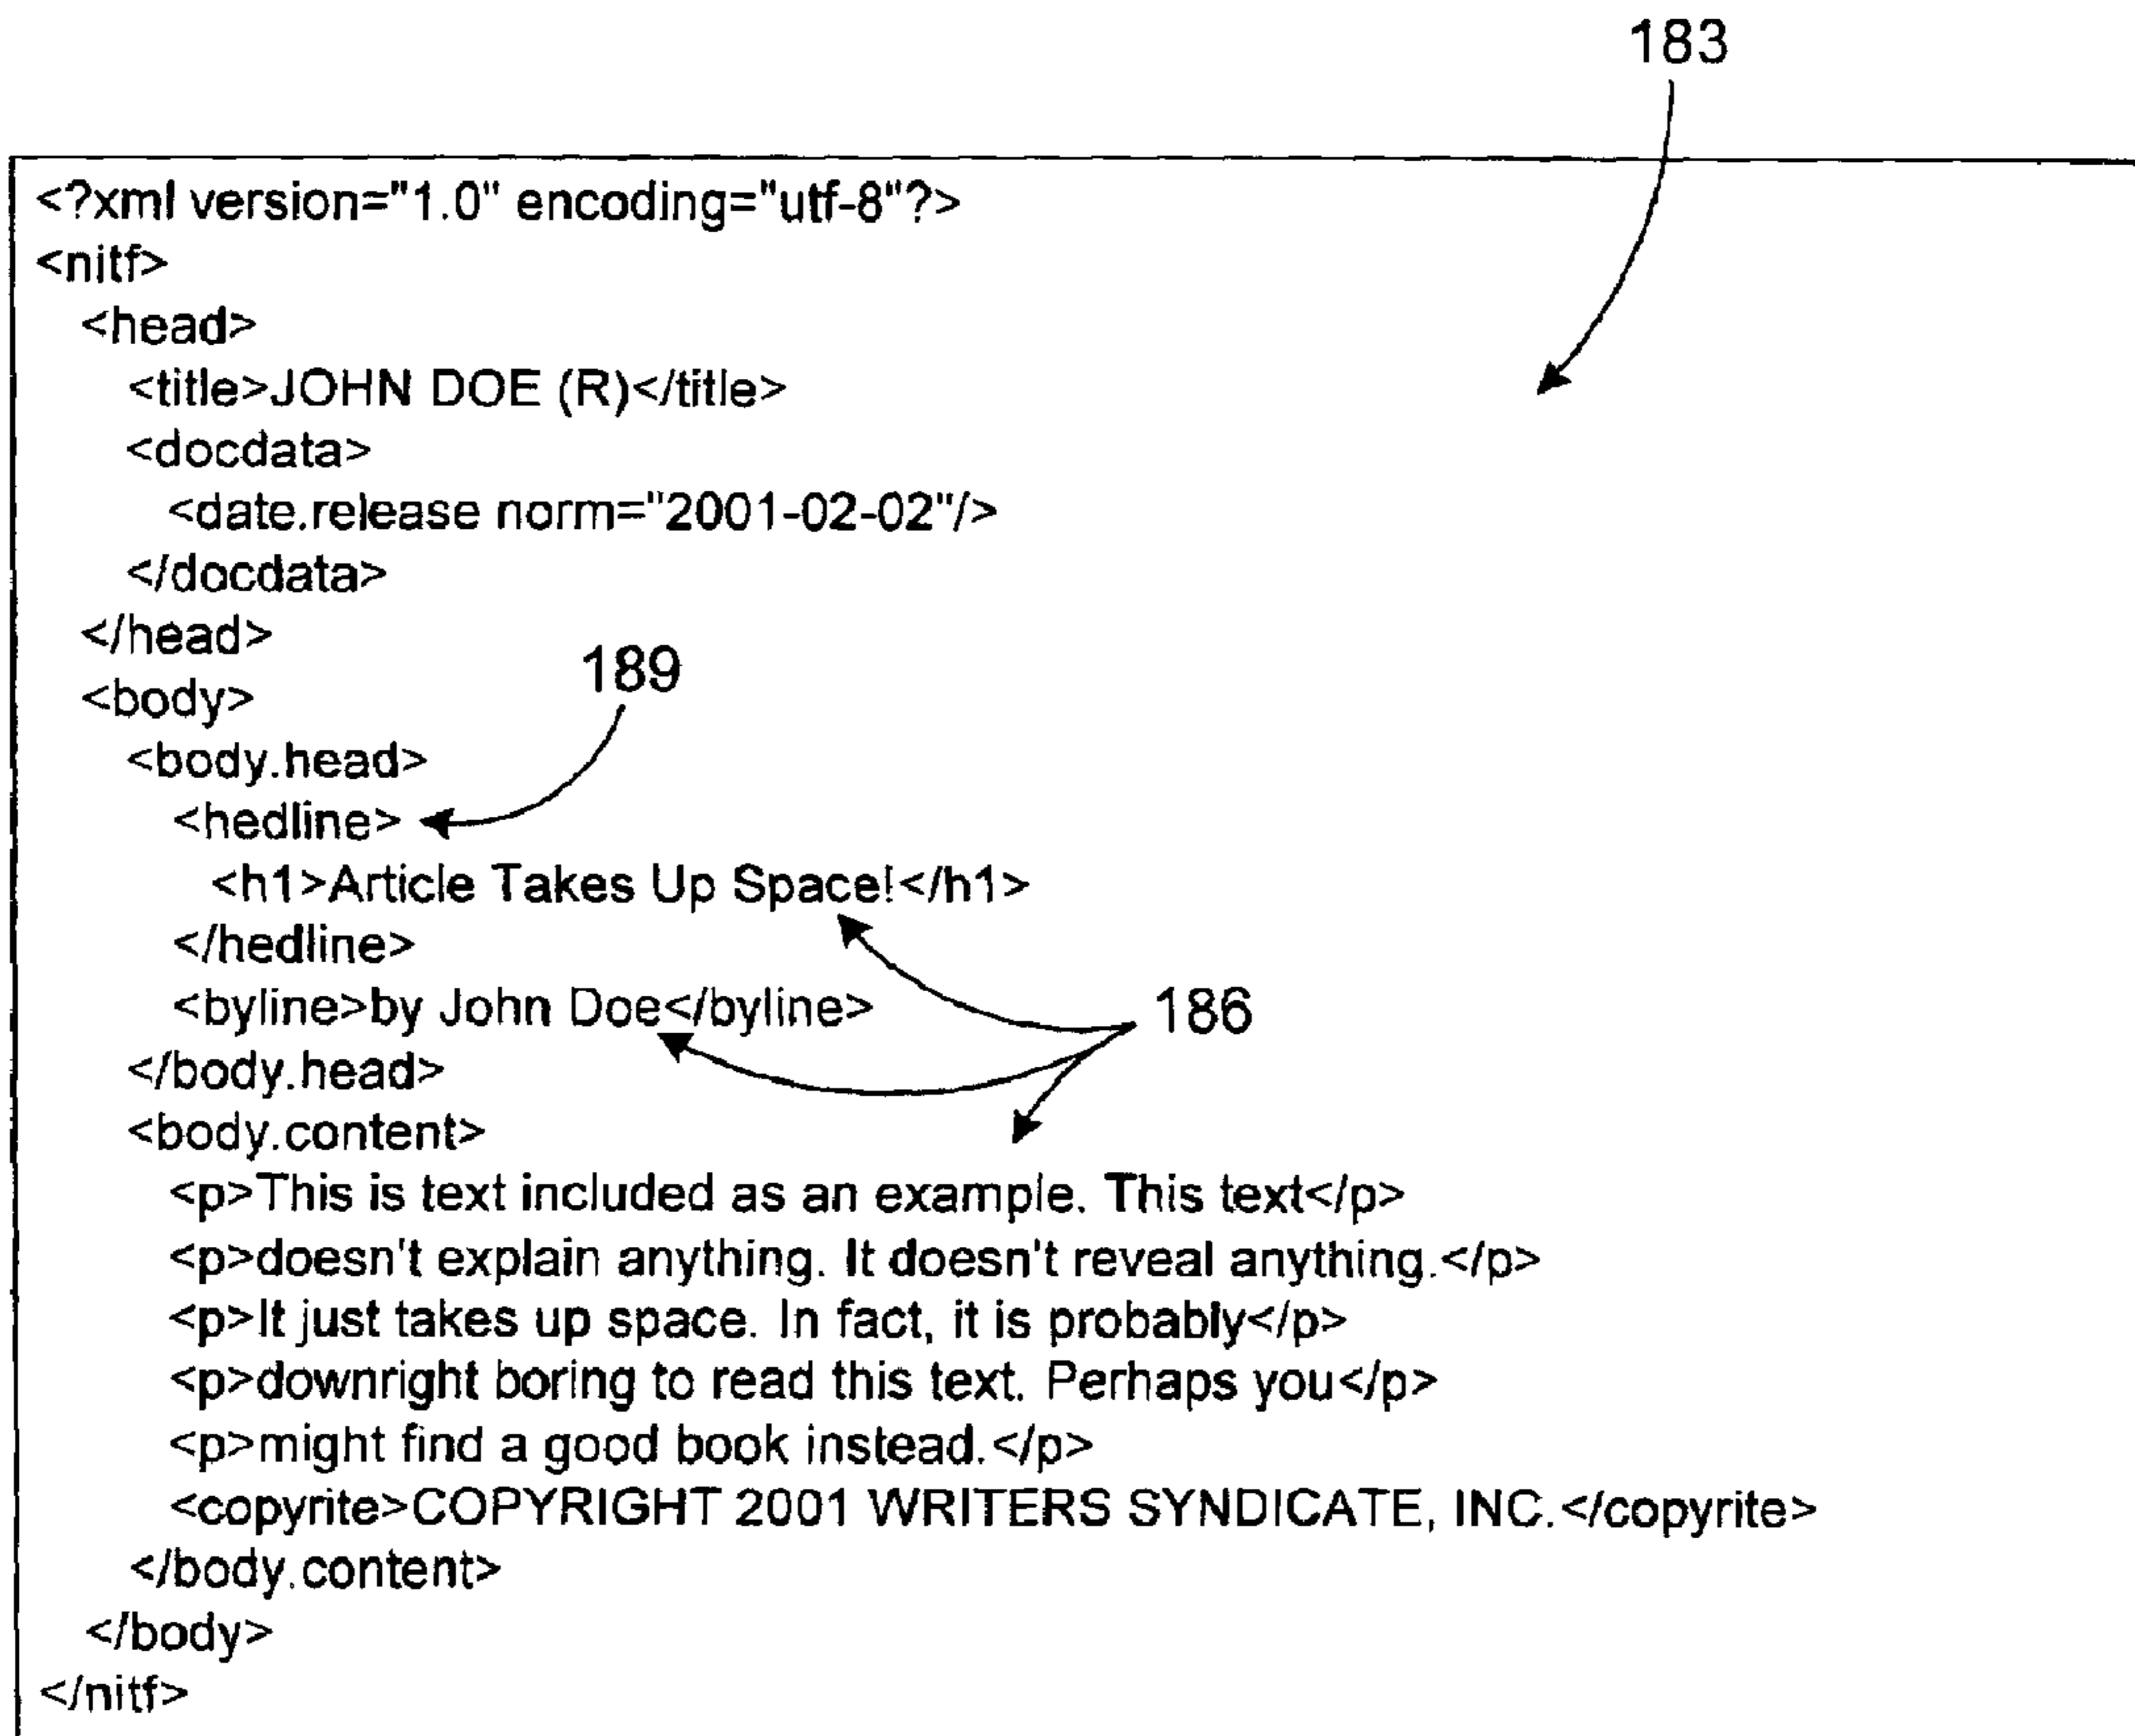 183
<?xml version="1.0" encoding="utf-8"?>
<nitf>
<head>
<title>JOHN DOE (R)</title>
<docdata>
<date.release norm="2001-02-02"/>
</docdata>
</head>
189
<body>
<body.head>
<hedline>
<h1>Article Takes Up Space!</h1>
</hedline>
<byline>by John Doe</byline>
186
</body.head>
<body.content>
<p>This is text included as an example. This text</p>
<p>doesn't explain anything. It doesn't reveal anything.</p>
<p>It just takes up space. In fact, it is probably</p>
<p>downright boring to read this text. Perhaps you</p>
<p>might find a good book instead.</p>
<copyrite>COPYRIGHT 2001 WRITERS SYNDICATE, INC.</copyrite>
</body.content>
</body>
</nitf>